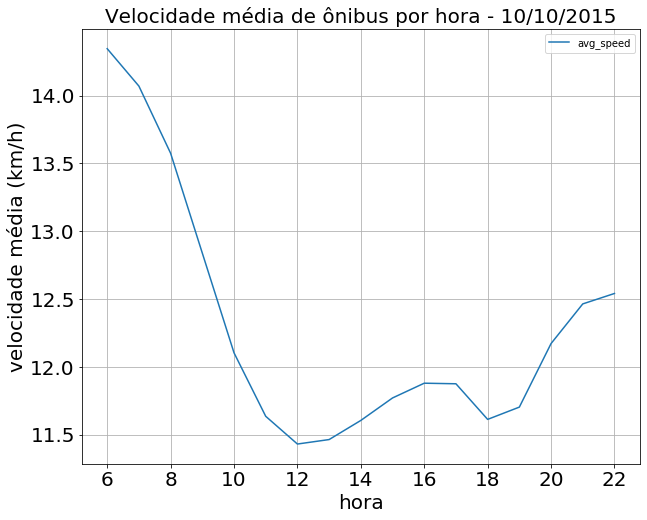 Velocidade média de ônibus por hora - 10/10/2015
avg_speed
velocidade média (km/h)
14.0
13.5
13.0
12.5
12.0
11.5
6 8 10 12 14 16 18 20 22
hora